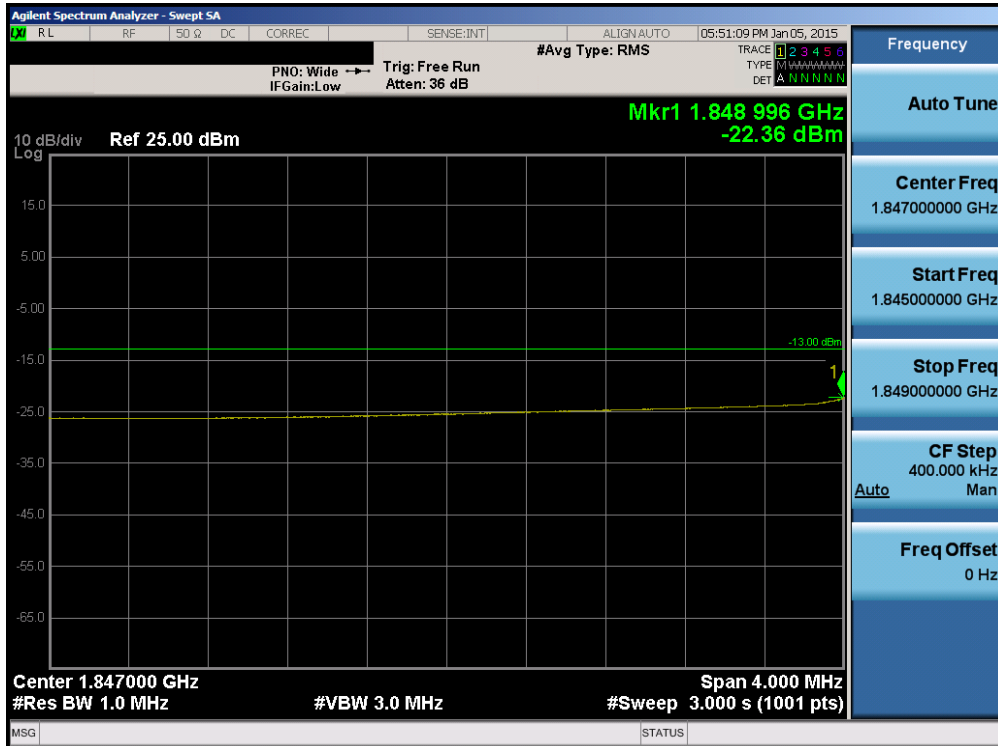 Agilent Spectrum Analyzer - Swept SA
LXI RL RF 50 Ω DC CORREC SENSE:INT ALIGNAUTO 05:51:09 PM Jan 05, 2015
#Avg Type: RMS
TRACE 1 2 3 4 5 6
PNO: Wide
Trig: Free Run
TYPE M WWWWW
IFGain:Low
Atten: 36 dB
DET A N N N N N
Mkr1 1.848 996 GHz
-22.36 dBm
10 dB/div
Ref 25.00 dBm
Log
15.0
5.00
-5.00
-13.00 dBm
-15.0
1
-25.0
-35.0
-45.0
-55.0
-65.0
Center 1.847000 GHz
Span 4.000 MHz
#Res BW 1.0 MHz
#VBW 3.0 MHz
#Sweep 3.000 s (1001 pts)
MSG
STATUS
Frequency
Auto Tune
Center Freq
1.847000000 GHz
Start Freq
1.845000000 GHz
Stop Freq
1.849000000 GHz
CF Step
400.000 kHz
Auto Man
Freq Offset
0 Hz